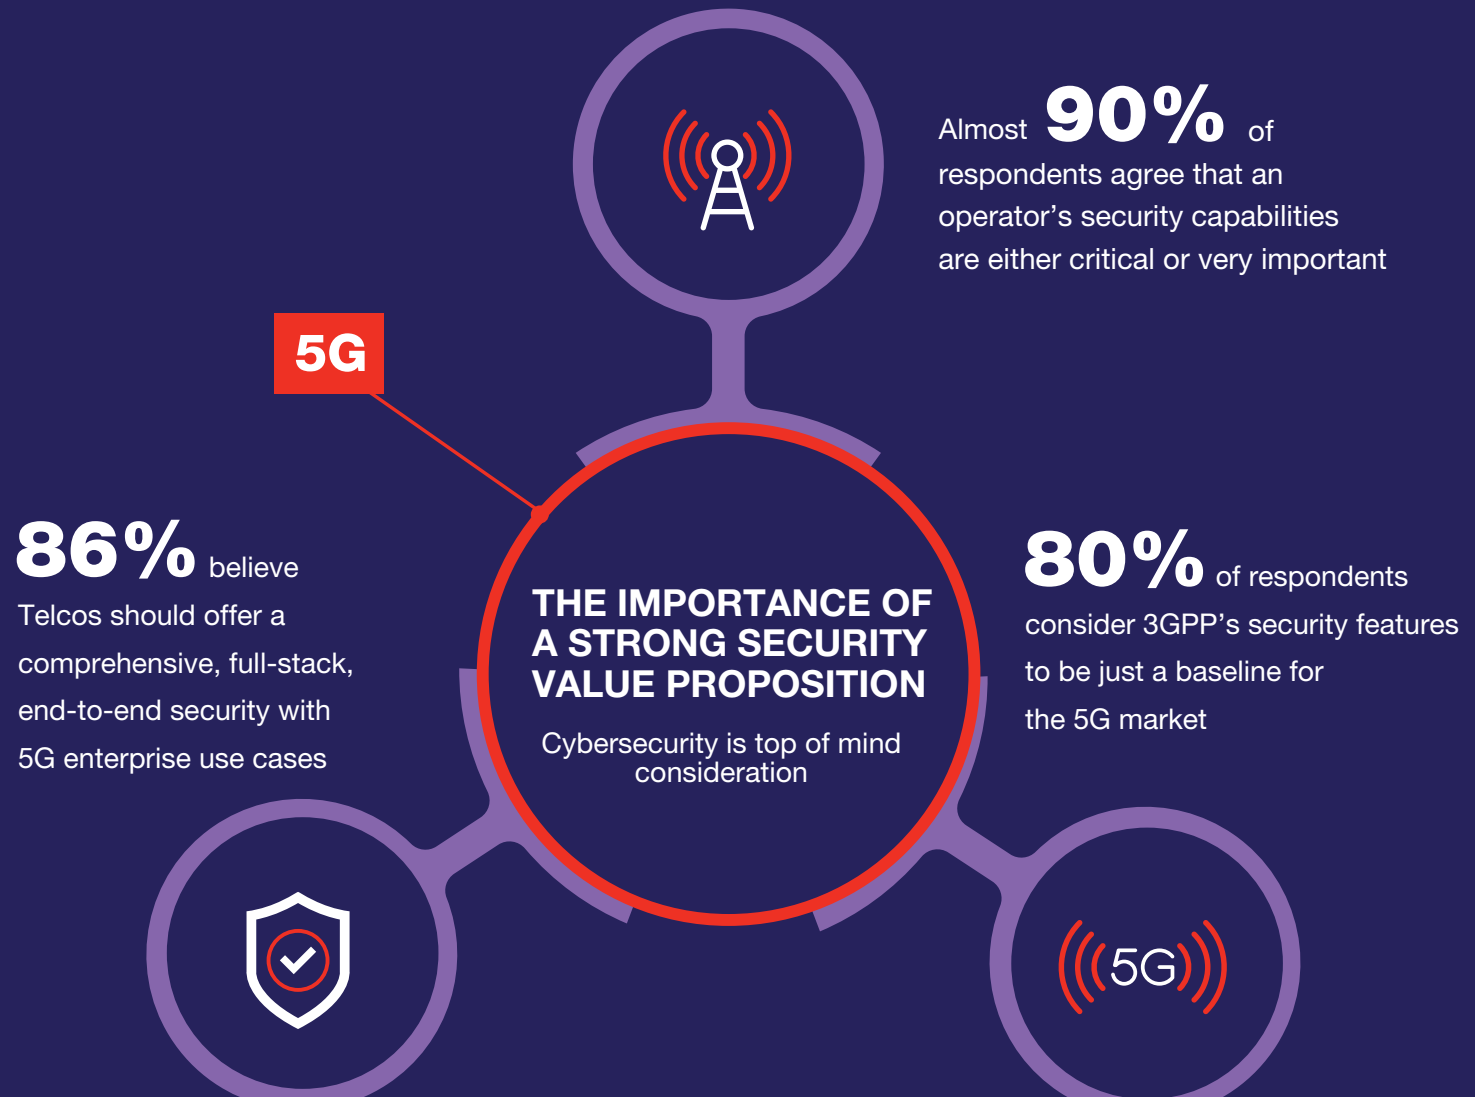 Almost 90% of
respondents agree that an
operator’s security capabilities
are either critical or very important
5G
86% believe
Telcos should offer a
comprehensive, full-stack,
end-to-end security with
5G enterprise use cases
THE IMPORTANCE OF
A STRONG SECURITY
VALUE PROPOSITION
Cybersecurity is top of mind
consideration
80% of respondents
consider 3GPP’s security features
to be just a baseline for
the 5G market
5G